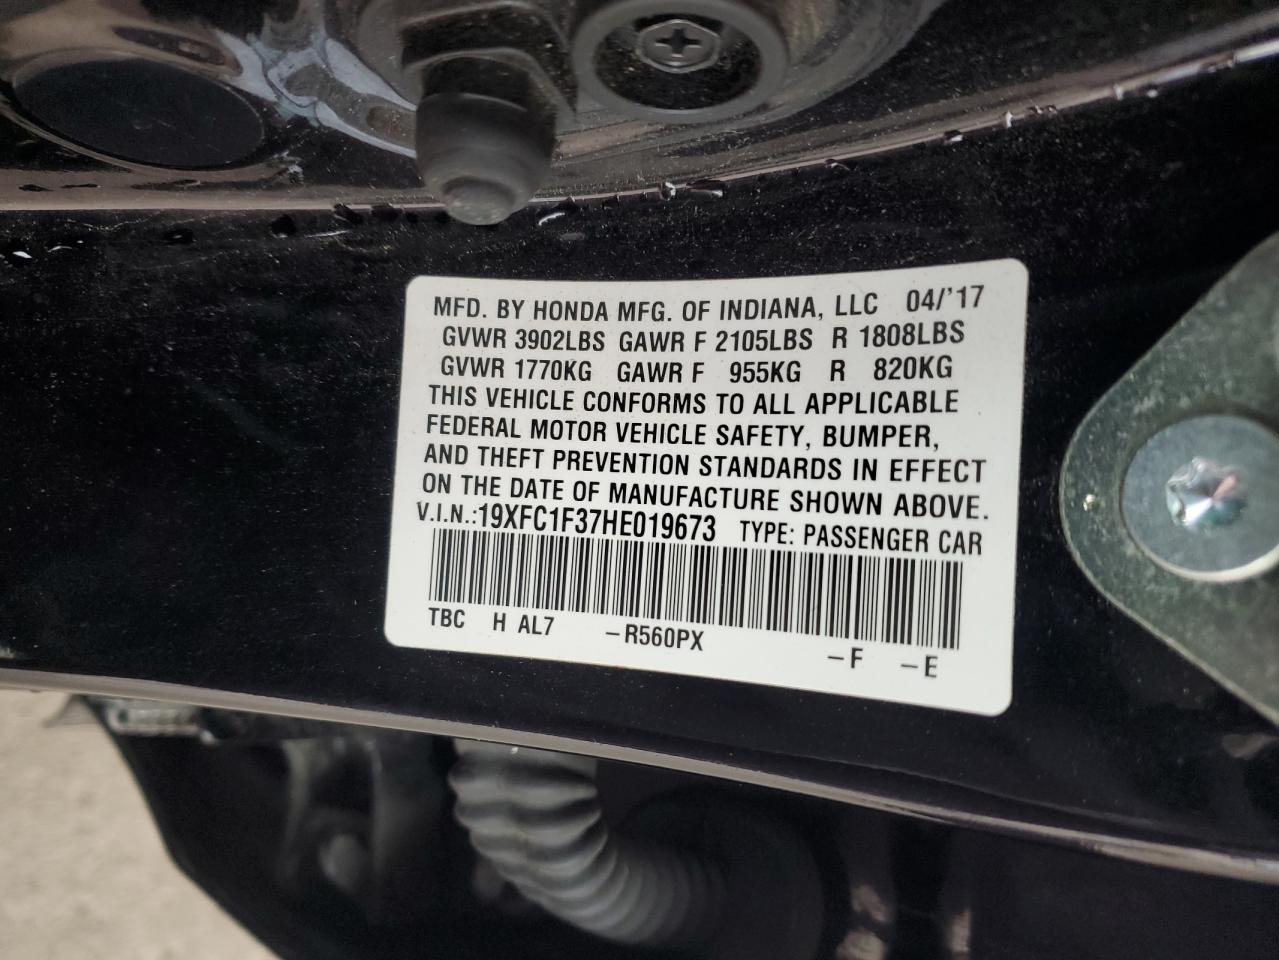 MFD. BY HONDA MFG. OF INDIANA, LLC 04/'17
GVWR 3902LBS GAWR F 2105LBS R 1808LBS
GVWR 1770KG GAWR F 955KG R 820KG
THIS VEHICLE CONFORMS TO ALL APPLICABLE
FEDERAL MOTOR VEHICLE SAFETY, BUMPER,
AND THEFT PREVENTION STANDARDS IN EFFECT
ON THE DATE OF MANUFACTURE SHOWN ABOVE.
V.I.N.:19XFC1F37HE019673 TYPE: PASSENGER CAR
TBC H AL7 –R560PX –F –E